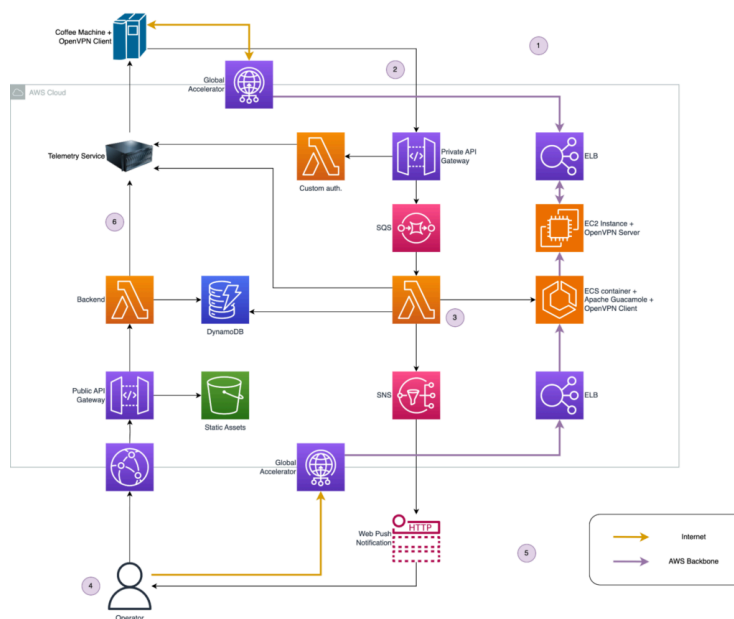 Coffee Machine +
OpenVPN Client
1
2
Global
Accelerator
AWS Cloud
Telemetry Service
Custom auth.
Private API
Gateway
ELB
SQS
EC2 Instance +
OpenVPN Server
6
Backend
DynamoDB
3
ECS container +
Apache Guacamole +
OpenVPN Client
Public API
Gateway
Static Assets
SNS
ELB
Global
Accelerator
HTTP
Web Push
Notification
5
Internet
AWS Backbone
4
Operator